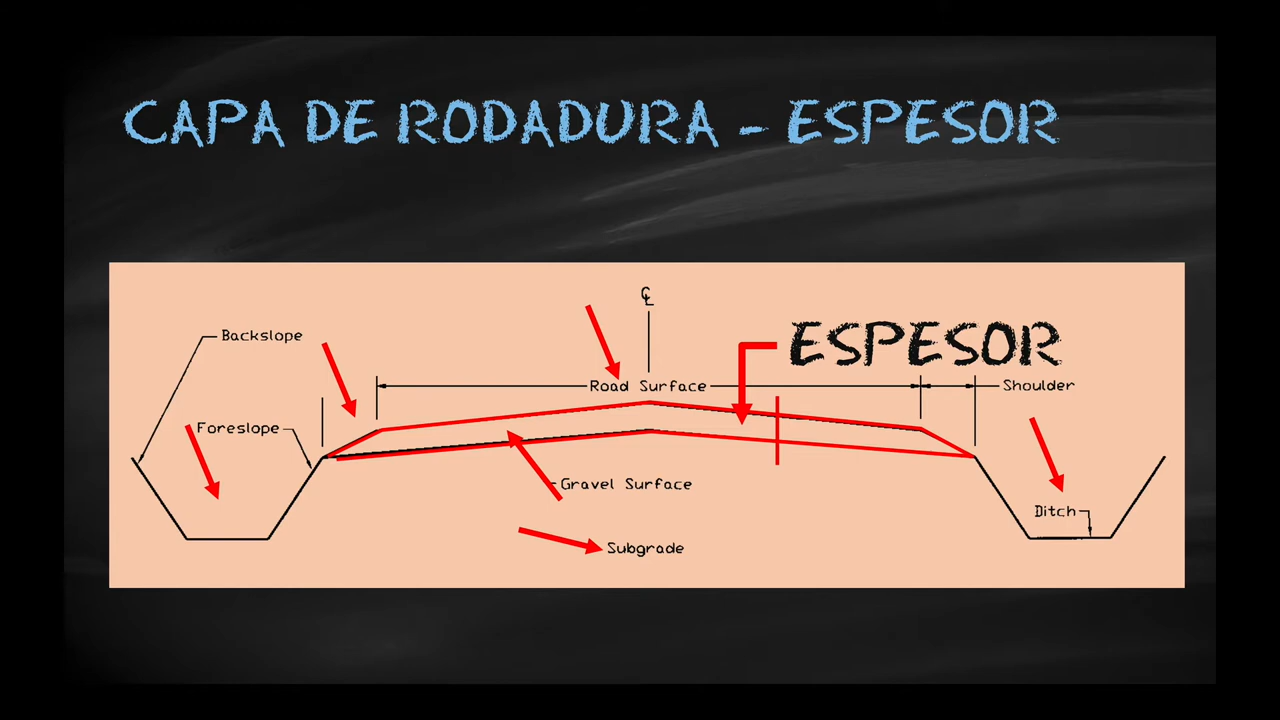 CAPA DE RODADURA - ESPESOR
℄
Backslope
ESPESOR
Road Surface
Shoulder
Foreslope
Gravel Surface
Ditch
Subgrade